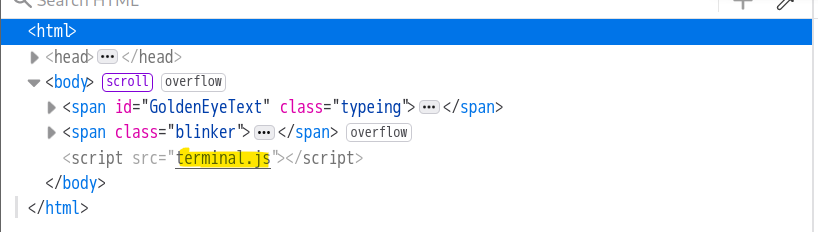 Search HTML
<html>
<head> ••• </head>
<body> scroll overflow
<span id="GoldenEyeText" class="typeing"> ••• </span>
<span class="blinker"> ••• </span> overflow
<script src="terminal.js"></script>
</body>
</html>